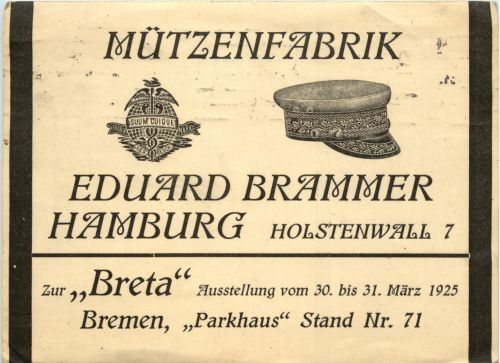 MÜTZENFABRIK
SUUM CUIQUE
EDUARD BRAMMER
HAMBURG HOLSTENWALL 7
Zur „Breta“ Ausstellung vom 30. bis 31. März 1925
Bremen, „Parkhaus“ Stand Nr. 71